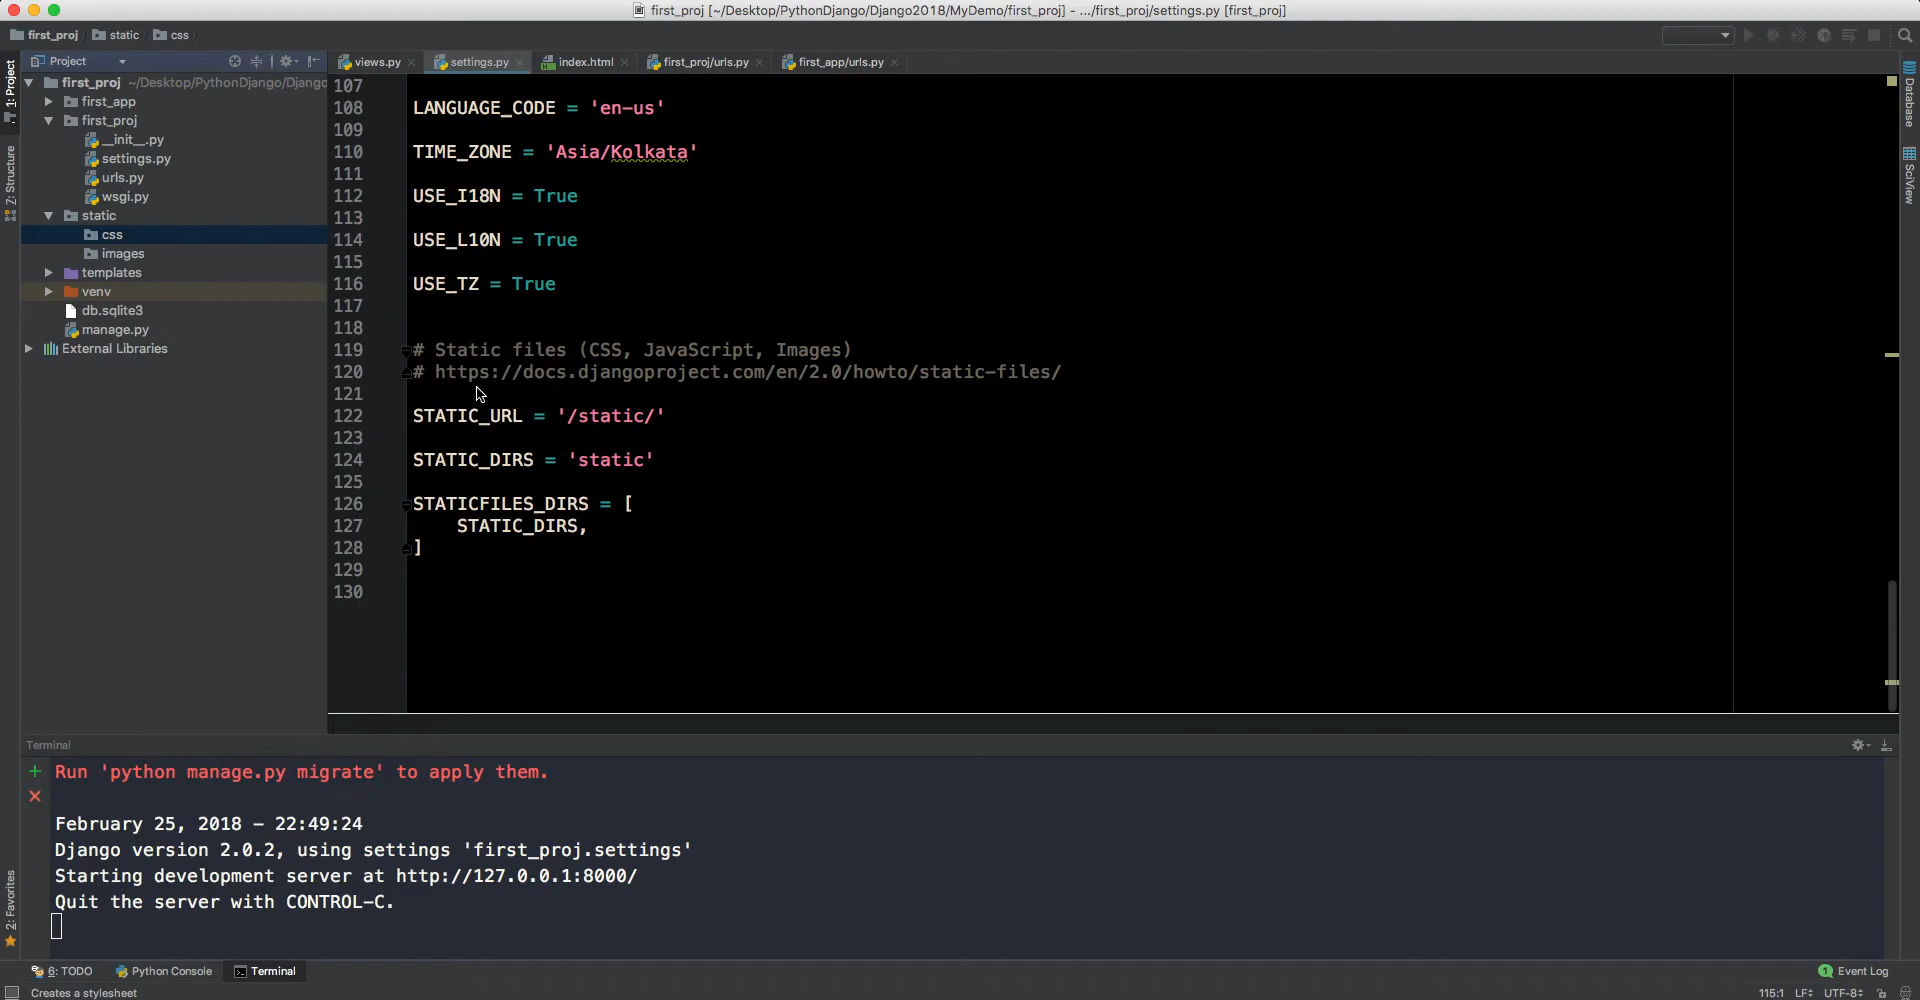 first_proj [~/Desktop/PythonDjango/Django2018/MyDemo/first_proj] - .../first_proj/settings.py [first_proj]
first_proj static css
Project
views.py settings.py index.html first_proj/urls.py first_app/urls.py
1: Project
Z: Structure
2: Favorites
first_proj ~/Desktop/PythonDjango/Django
first_app
first_proj
__init__.py
settings.py
urls.py
wsgi.py
static
css
images
templates
venv
db.sqlite3
manage.py
External Libraries
107
108 LANGUAGE_CODE = 'en-us'
109
110 TIME_ZONE = 'Asia/Kolkata'
111
112 USE_I18N = True
113
114 USE_L10N = True
115
116 USE_TZ = True
117
118
119 # Static files (CSS, JavaScript, Images)
120 # https://docs.djangoproject.com/en/2.0/howto/static-files/
121
122 STATIC_URL = '/static/'
123
124 STATIC_DIRS = 'static'
125
126 STATICFILES_DIRS = [
127 STATIC_DIRS,
128 ]
129
130
Database
SciView
Terminal
Run 'python manage.py migrate' to apply them.
February 25, 2018 - 22:49:24
Django version 2.0.2, using settings 'first_proj.settings'
Starting development server at http://127.0.0.1:8000/
Quit the server with CONTROL-C.
6: TODO Python Console Terminal
1 Event Log
Creates a stylesheet
115:1 LF UTF-8